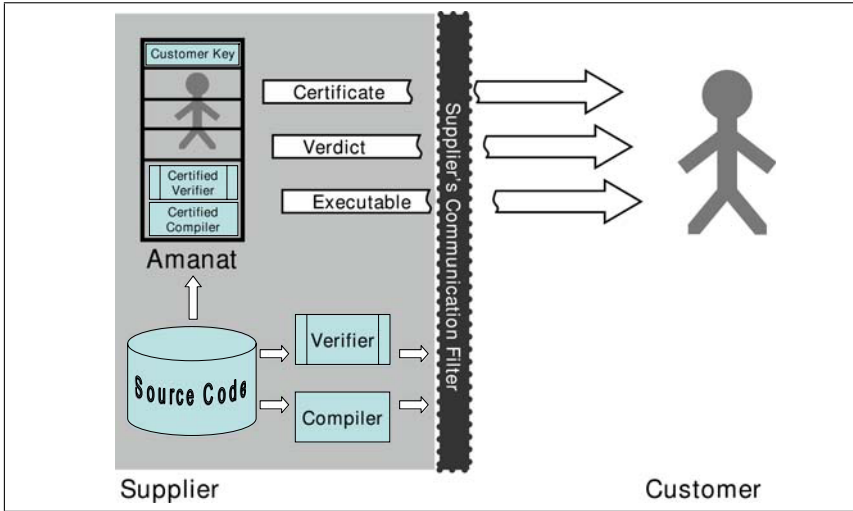 Customer Key
Certificate
Verdict
Certified
Verifier
Executable
Certified
Compiler
Amanat
Supplier's Communication Filter
Verifier
Source Code
Compiler
Supplier
Customer